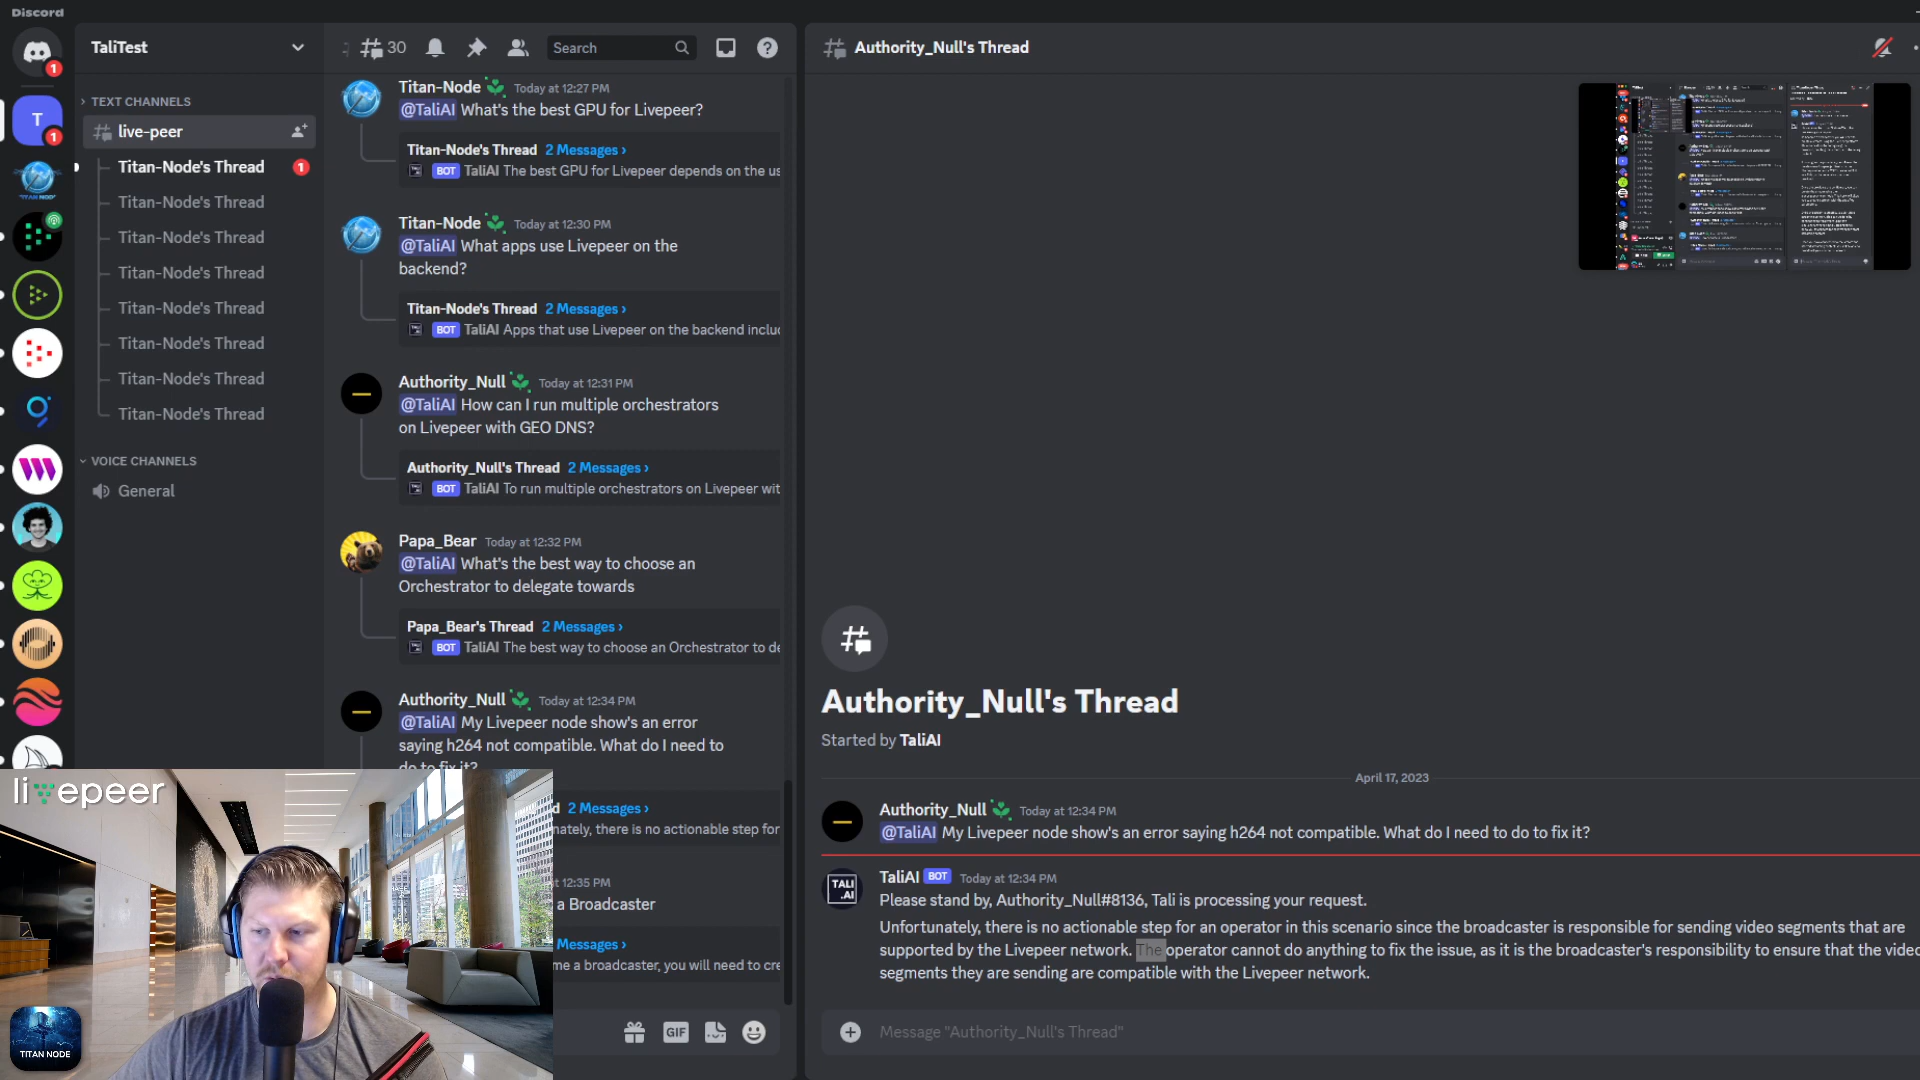 Discord
TaliTest
TEXT CHANNELS
live-peer
Titan-Node's Thread
1
Titan-Node's Thread
Titan-Node's Thread
Titan-Node's Thread
Titan-Node's Thread
Titan-Node's Thread
Titan-Node's Thread
Titan-Node's Thread
VOICE CHANNELS
General
1
T
1
TITAN NODE
30
Search
Titan-Node Today at 12:27 PM
@TaliAI What's the best GPU for Livepeer?
Titan-Node's Thread 2 Messages ›
BOT TaliAI The best GPU for Livepeer depends on the us
Titan-Node Today at 12:30 PM
@TaliAI What apps use Livepeer on the
backend?
Titan-Node's Thread 2 Messages ›
BOT TaliAI Apps that use Livepeer on the backend inclu
Authority_Null Today at 12:31 PM
@TaliAI How can I run multiple orchestrators
on Livepeer with GEO DNS?
Authority_Null's Thread 2 Messages ›
BOT TaliAI To run multiple orchestrators on Livepeer wit
Papa_Bear Today at 12:32 PM
@TaliAI What's the best way to choose an
Orchestrator to delegate towards
Papa_Bear's Thread 2 Messages ›
BOT TaliAI The best way to choose an Orchestrator to de
Authority_Null Today at 12:34 PM
@TaliAI My Livepeer node show's an error
saying h264 not compatible. What do I need to
do to fix it?
d 2 Messages ›
nately, there is no actionable step for
t 12:35 PM
a Broadcaster
Messages ›
me a broadcaster, you will need to cre
GIF
livepeer
TITAN NODE
Authority_Null's Thread
Authority_Null's Thread
Started by TaliAI
April 17, 2023
Authority_Null Today at 12:34 PM
@TaliAI My Livepeer node show's an error saying h264 not compatible. What do I need to do to fix it?
TALI
.AI
TaliAI BOT Today at 12:34 PM
Please stand by, Authority_Null#8136, Tali is processing your request.
Unfortunately, there is no actionable step for an operator in this scenario since the broadcaster is responsible for sending video segments that are
supported by the Livepeer network. The operator cannot do anything to fix the issue, as it is the broadcaster's responsibility to ensure that the video
segments they are sending are compatible with the Livepeer network.
Message "Authority_Null's Thread"